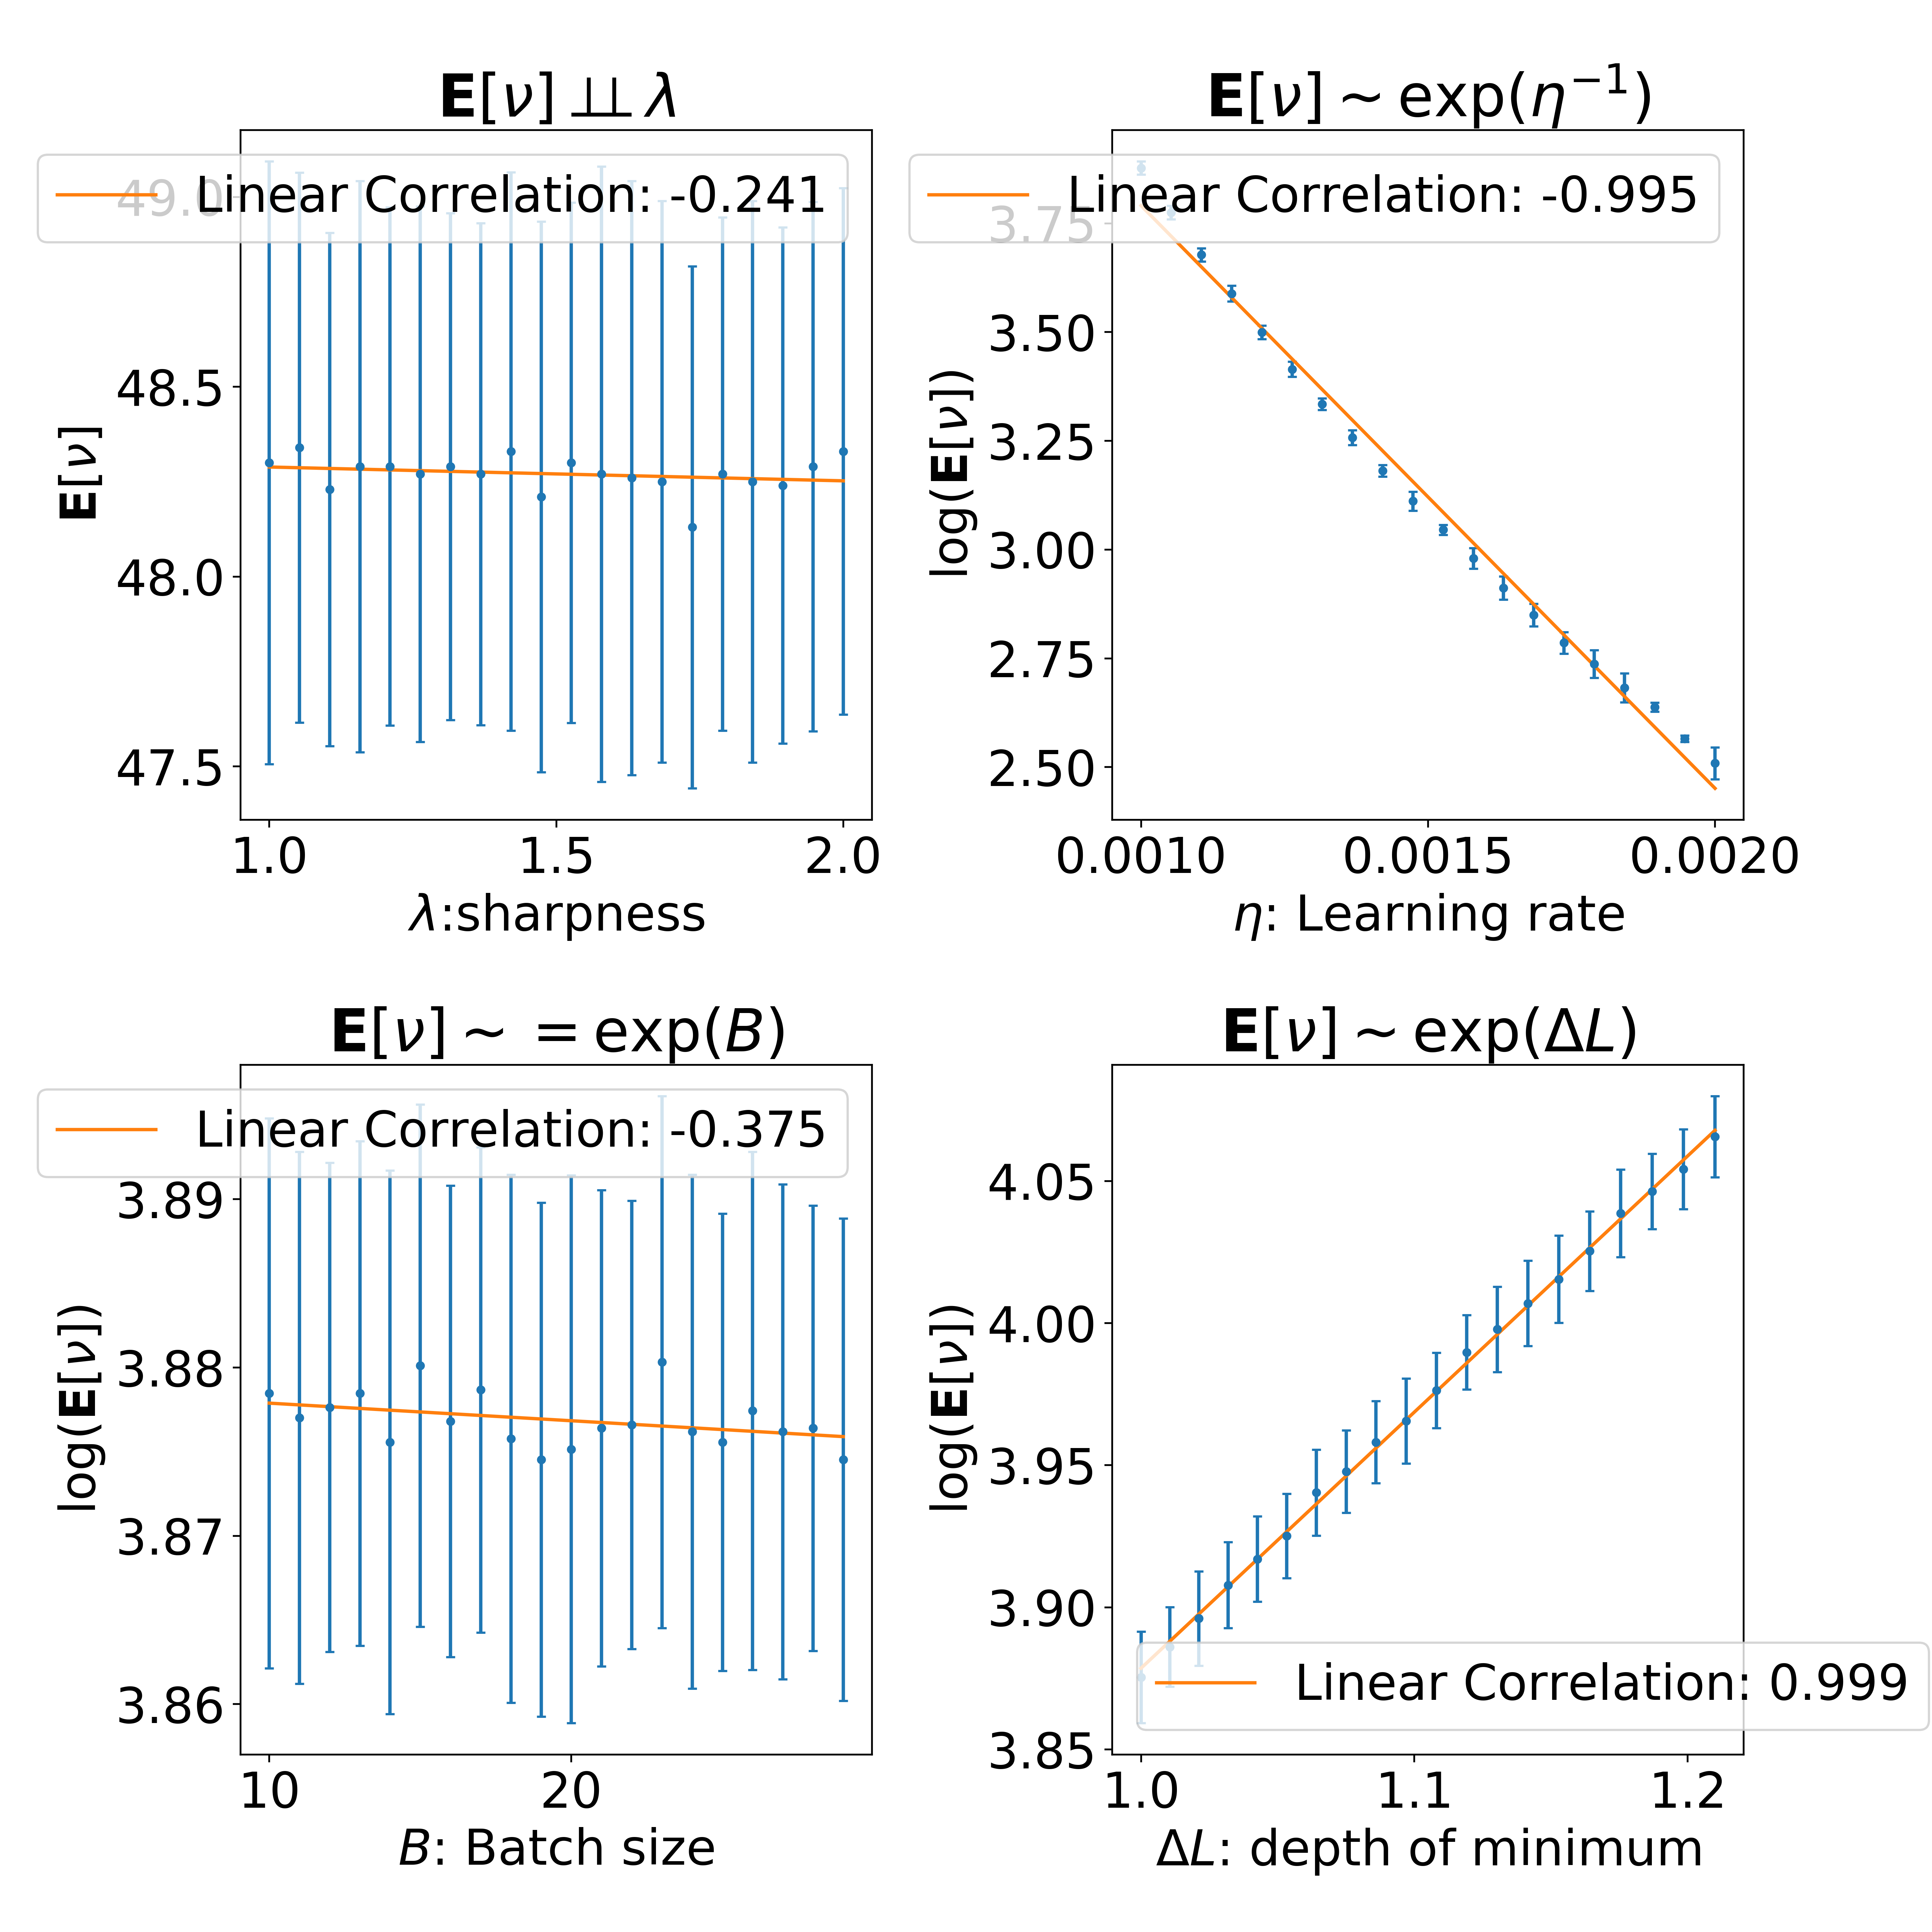 E[ν] ⊥⊥ λ
Linear Correlation: -0.241
49.0
48.5
48.0
47.5
E[ν]
1.0 1.5 2.0
λ:sharpness
E[ν] ~ exp(η⁻¹)
Linear Correlation: -0.995
3.75
3.50
3.25
3.00
2.75
2.50
log(E[ν])
0.0010 0.0015 0.0020
η: Learning rate
E[ν] ~ = exp(B)
Linear Correlation: -0.375
3.89
3.88
3.87
3.86
log(E[ν])
10 20
B: Batch size
E[ν] ~ exp(ΔL)
4.05
4.00
3.95
3.90
3.85
log(E[ν])
Linear Correlation: 0.999
1.0 1.1 1.2
ΔL: depth of minimum